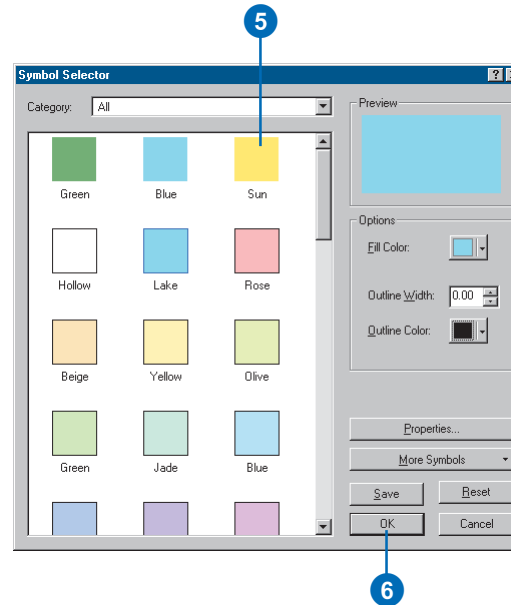 5
Symbol Selector
Category: All
Green Blue Sun
Hollow Lake Rose
Beige Yellow Olive
Green Jade Blue
Preview
Options
Fill Color:
Outline Width: 0.00
Outline Color:
Properties...
More Symbols
Save Reset
OK Cancel
6